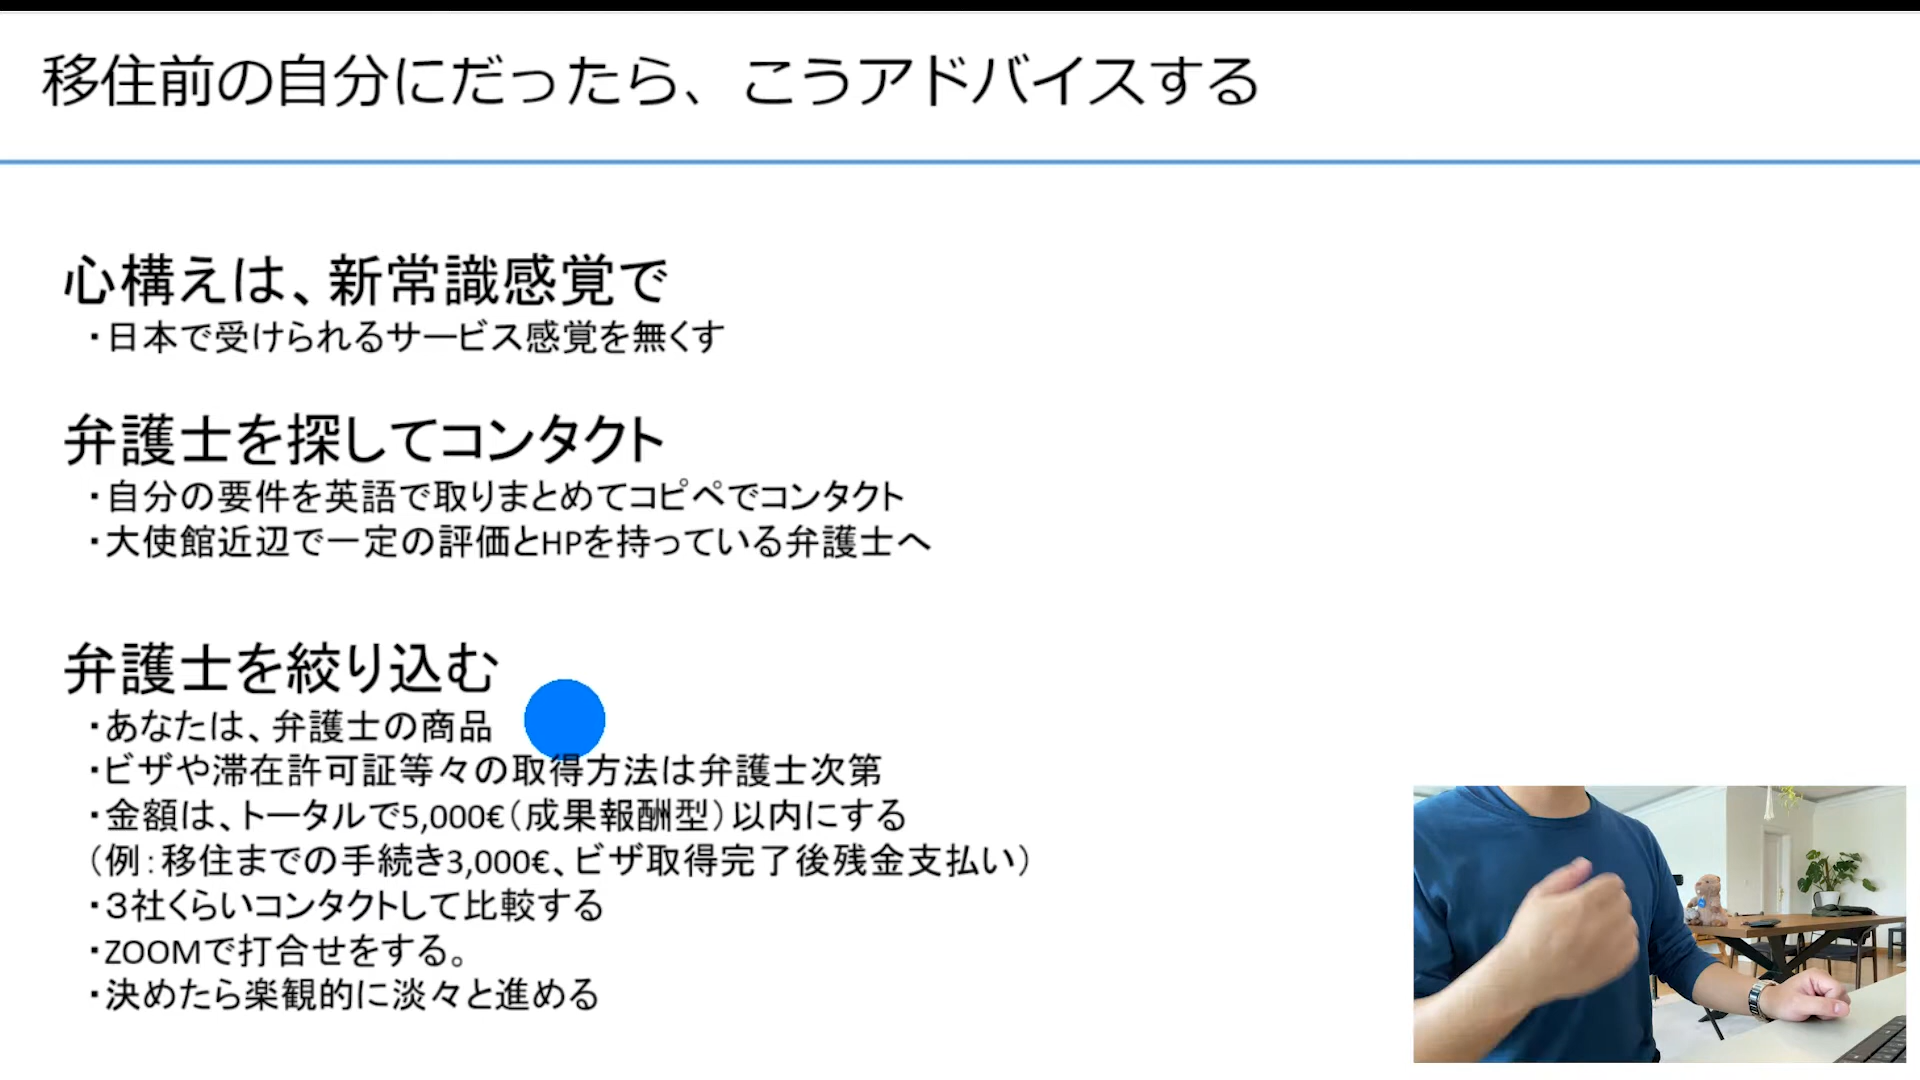 移住前の自分にだったら、こうアドバイスする
心構えは、新常識感覚で
・日本で受けられるサービス感覚を無くす
弁護士を探してコンタクト
・自分の要件を英語で取りまとめてコピペでコンタクト
・大使館近辺で一定の評価とHPを持っている弁護士へ
弁護士を絞り込む
・あなたは、弁護士の商品
・ビザや滞在許可証等々の取得方法は弁護士次第
・金額は、トータルで5,000€（成果報酬型）以内にする
（例：移住までの手続き3,000€、ビザ取得完了後残金支払い）
・３社くらいコンタクトして比較する
・ZOOMで打合せをする。
・決めたら楽観的に淡々と進める